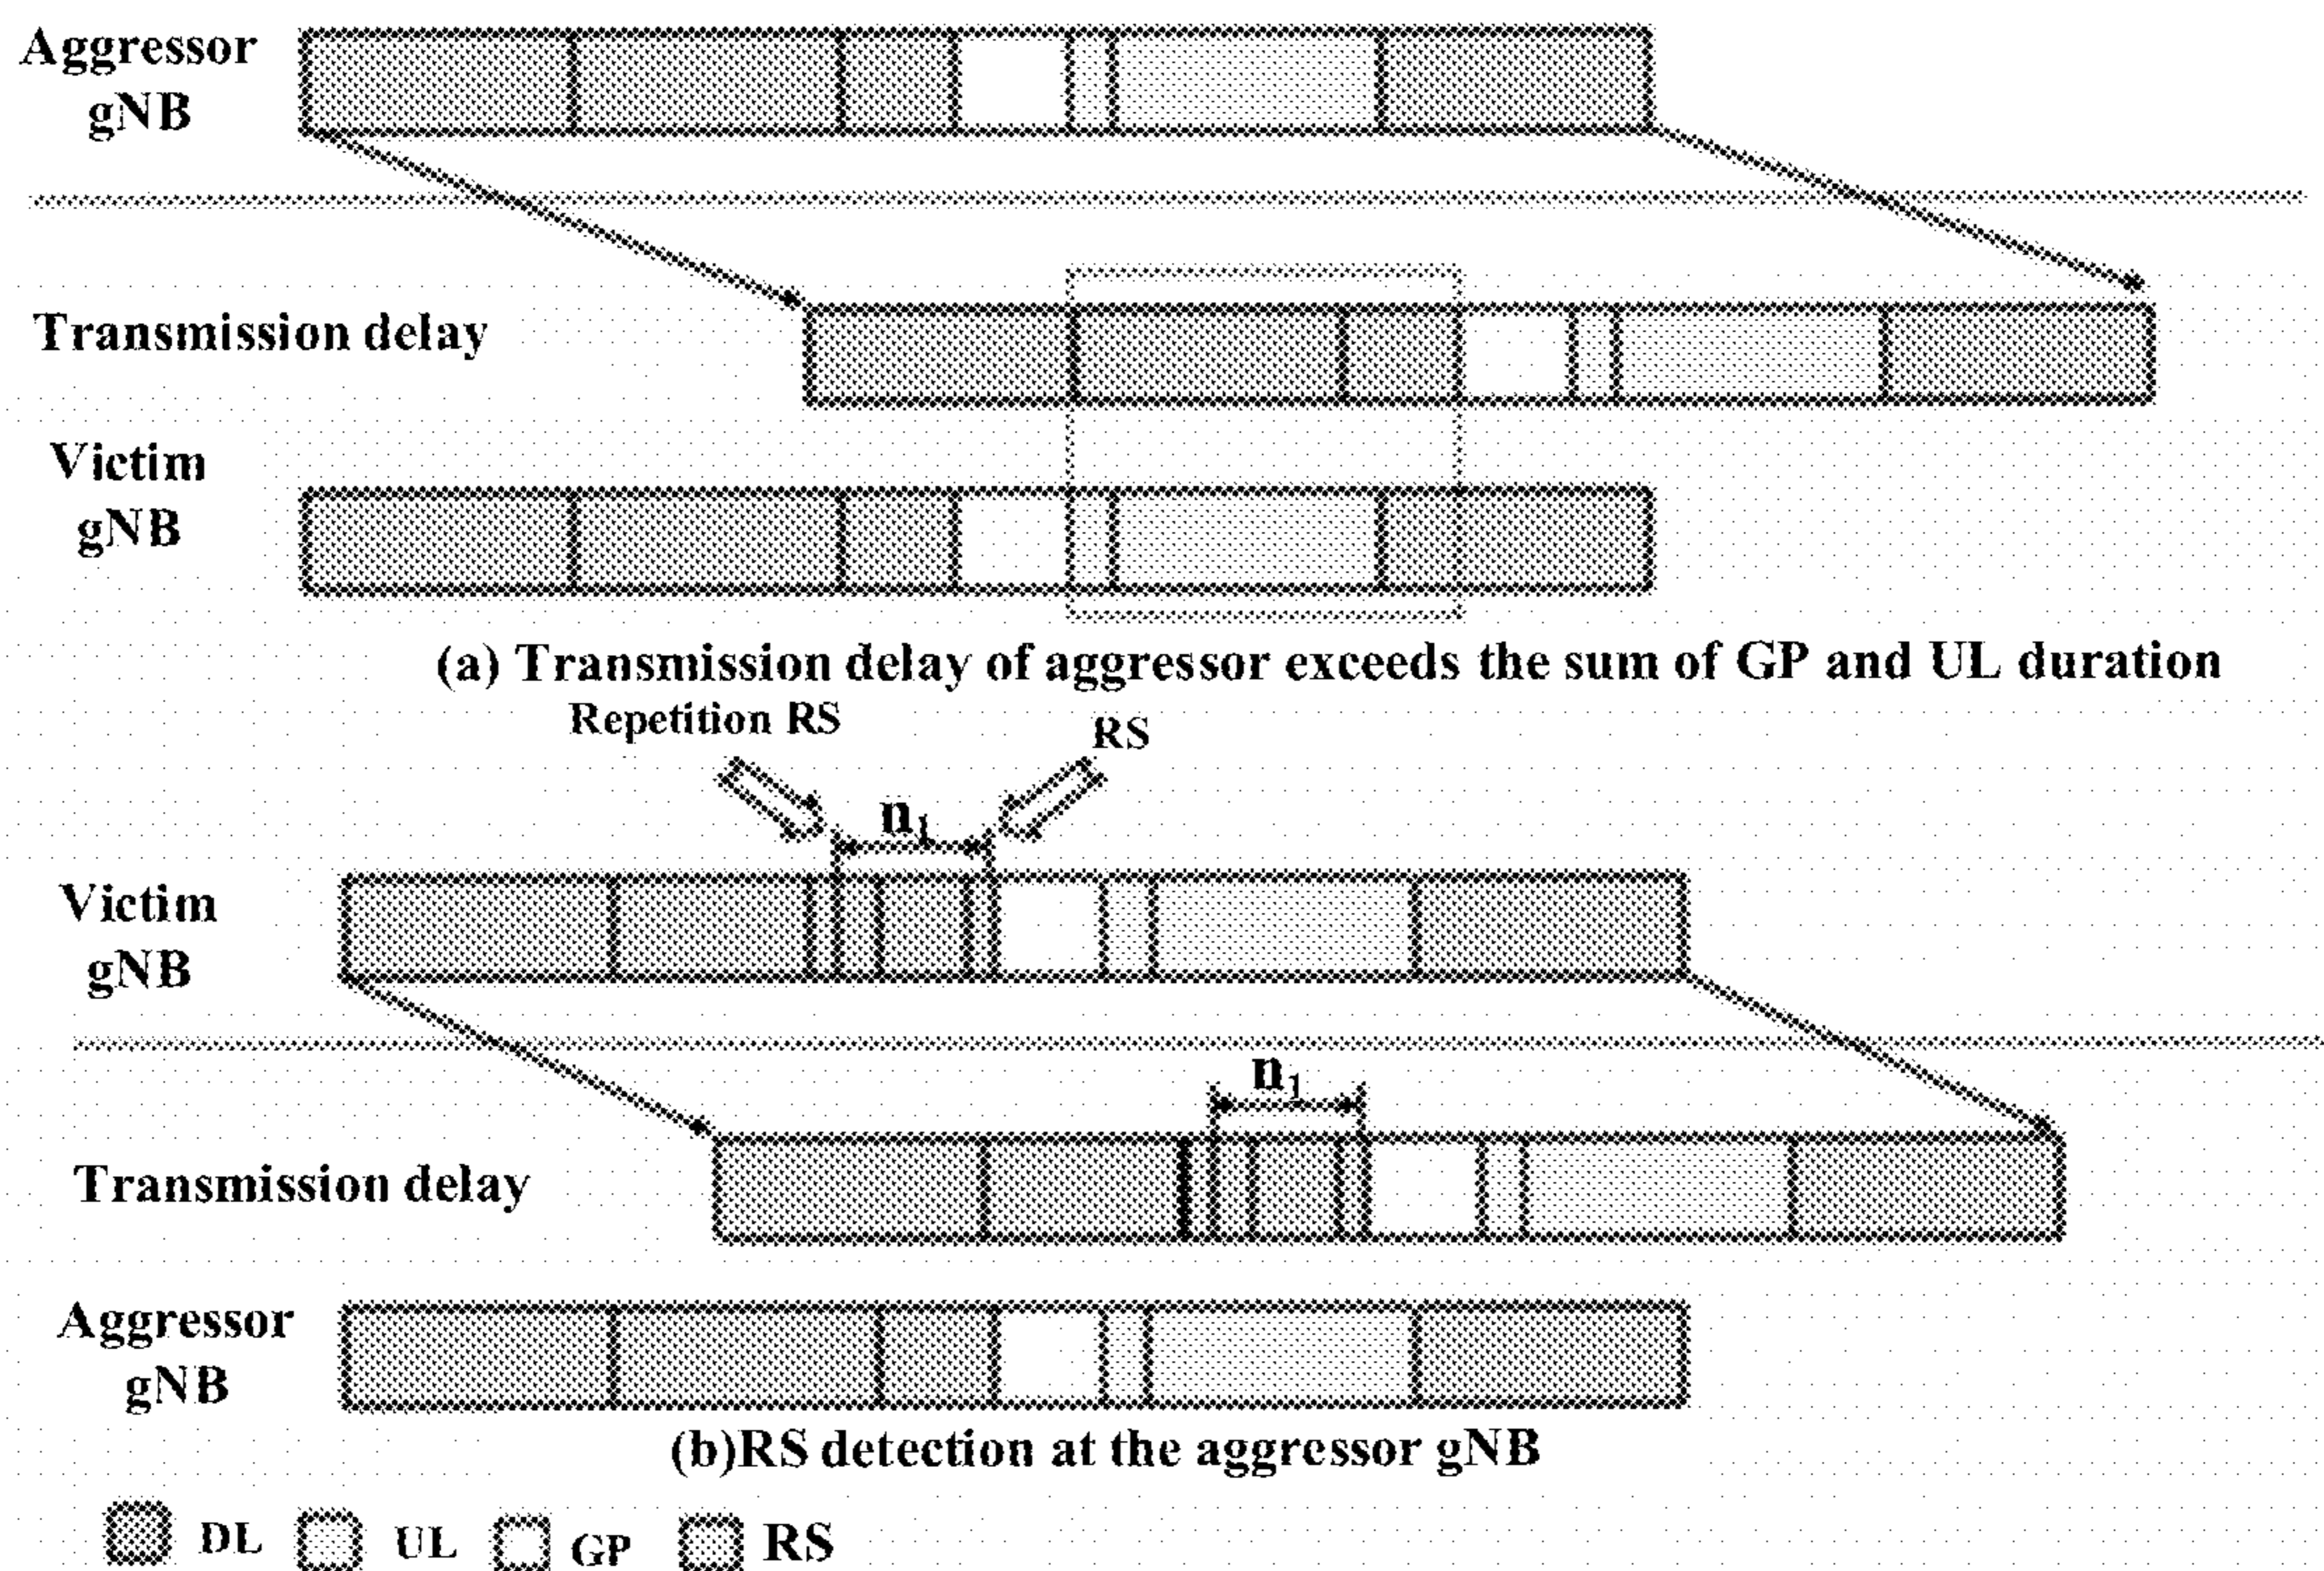 Aggressor
gNB
Transmission delay
Victim
gNB
(a) Transmission delay of aggressor exceeds the sum of GP and UL duration
Repetition RS
RS
n1
Victim
gNB
n1
Transmission delay
Aggressor
gNB
(b)RS detection at the aggressor gNB
DL UL GP RS